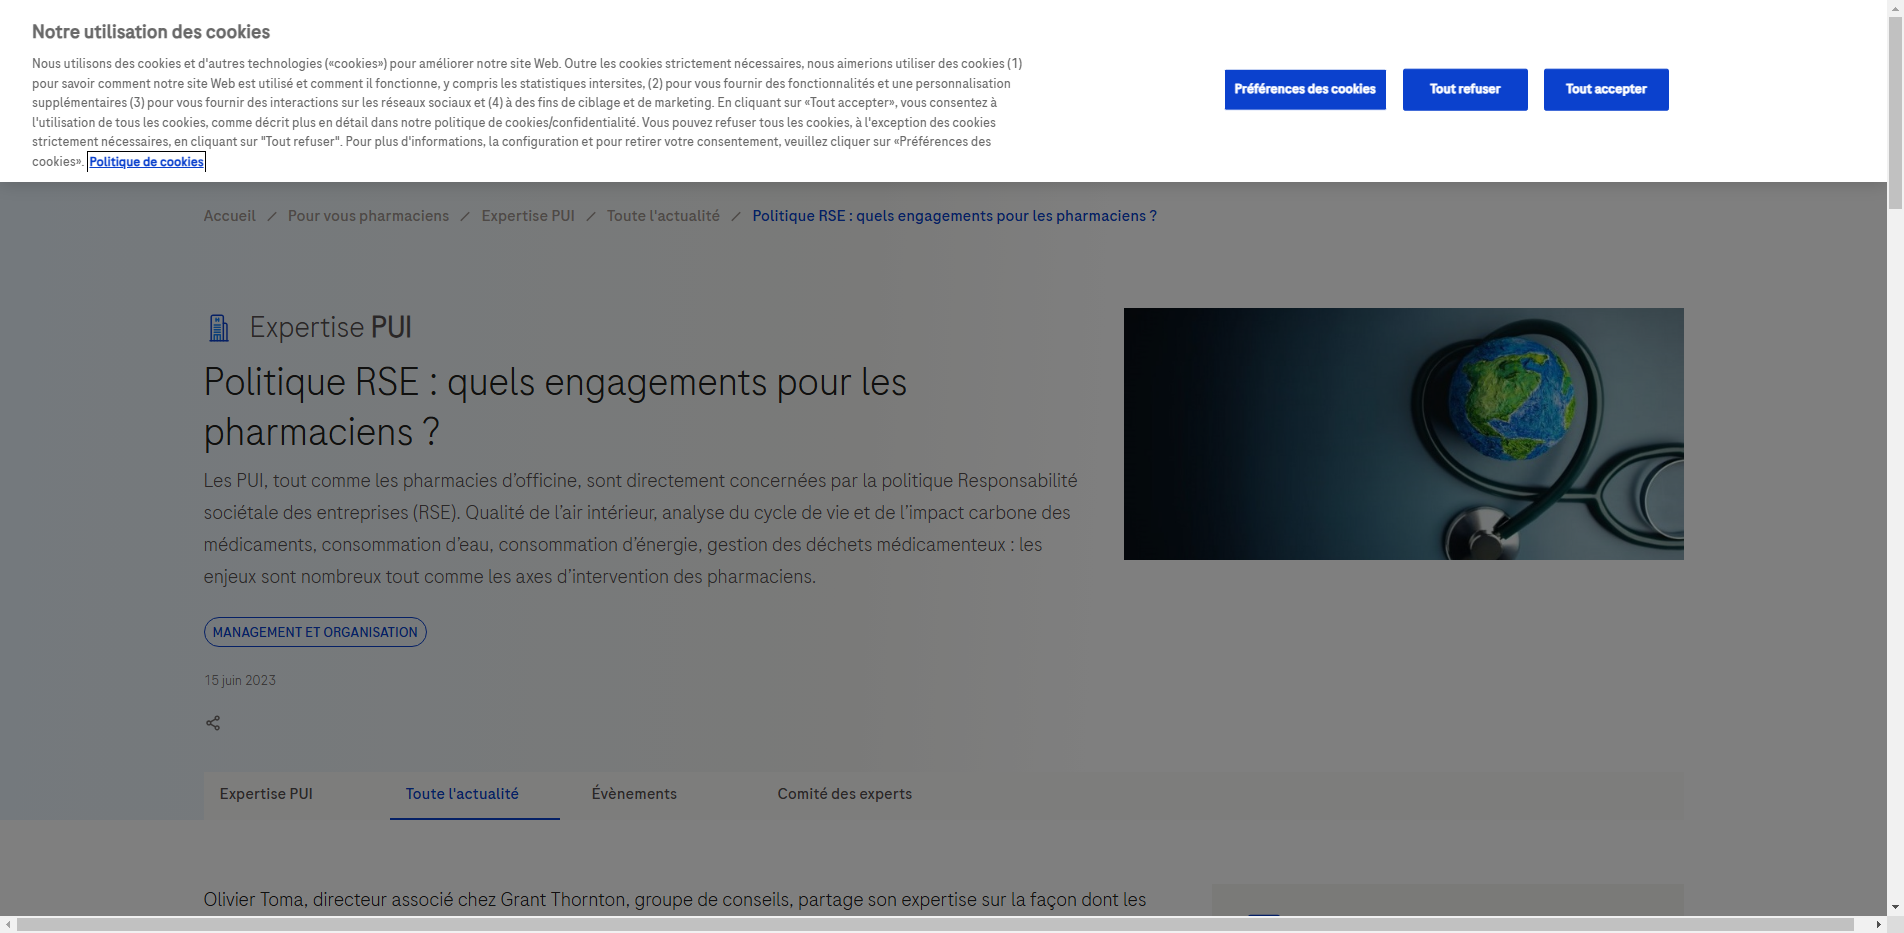 Notre utilisation des cookies
Nous utilisons des cookies et d'autres technologies («cookies») pour améliorer notre site Web. Outre les cookies strictement nécessaires, nous aimerions utiliser des cookies (1)
pour savoir comment notre site Web est utilisé et comment il fonctionne, y compris les statistiques intersites, (2) pour vous fournir des fonctionnalités et une personnalisation
supplémentaires (3) pour vous fournir des interactions sur les réseaux sociaux et (4) à des fins de ciblage et de marketing. En cliquant sur «Tout accepter», vous consentez à
l'utilisation de tous les cookies, comme décrit plus en détail dans notre politique de cookies/confidentialité. Vous pouvez refuser tous les cookies, à l'exception des cookies
strictement nécessaires, en cliquant sur "Tout refuser". Pour plus d'informations, la configuration et pour retirer votre consentement, veuillez cliquer sur «Préférences des
cookies». Politique de cookies
Préférences des cookies
Tout refuser
Tout accepter
Accueil / Pour vous pharmaciens / Expertise PUI / Toute l'actualité / Politique RSE : quels engagements pour les pharmaciens ?
Expertise PUI
Politique RSE : quels engagements pour les
pharmaciens ?
Les PUI, tout comme les pharmacies d’officine, sont directement concernées par la politique Responsabilité
sociétale des entreprises (RSE). Qualité de l’air intérieur, analyse du cycle de vie et de l’impact carbone des
médicaments, consommation d’eau, consommation d’énergie, gestion des déchets médicamenteux : les
enjeux sont nombreux tout comme les axes d’intervention des pharmaciens.
MANAGEMENT ET ORGANISATION
15 juin 2023
Expertise PUI
Toute l'actualité
Évènements
Comité des experts
Olivier Toma, directeur associé chez Grant Thornton, groupe de conseils, partage son expertise sur la façon dont les